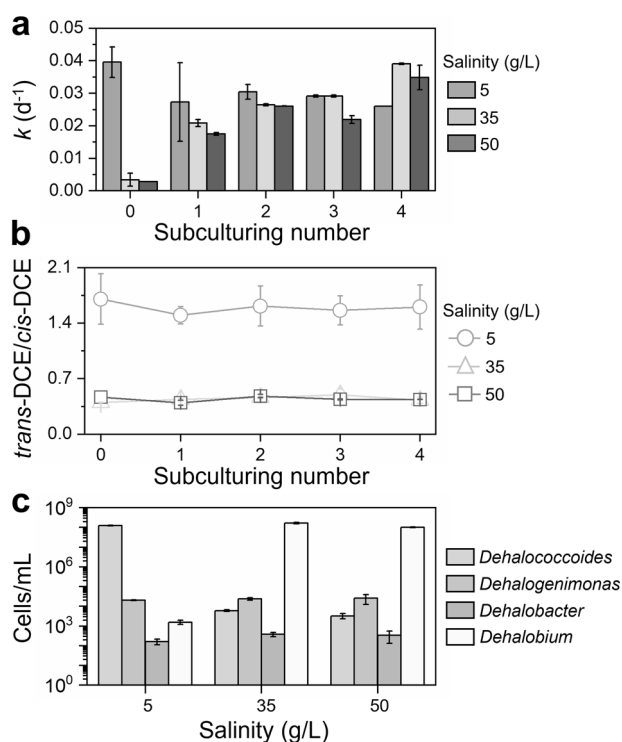 a
k (d⁻¹)
0.05
0.04
0.03
0.02
0.01
0.00
0 1 2 3 4
Subculturing number
Salinity (g/L)
5
35
50
b
trans-DCE/cis-DCE
2.1
1.4
0.7
0.0
0 1 2 3 4
Subculturing number
Salinity (g/L)
5
35
50
c
Cells/mL
10⁹
10⁶
10³
10⁰
5 35 50
Salinity (g/L)
Dehalococcoides
Dehalogenimonas
Dehalobacter
Dehalobium